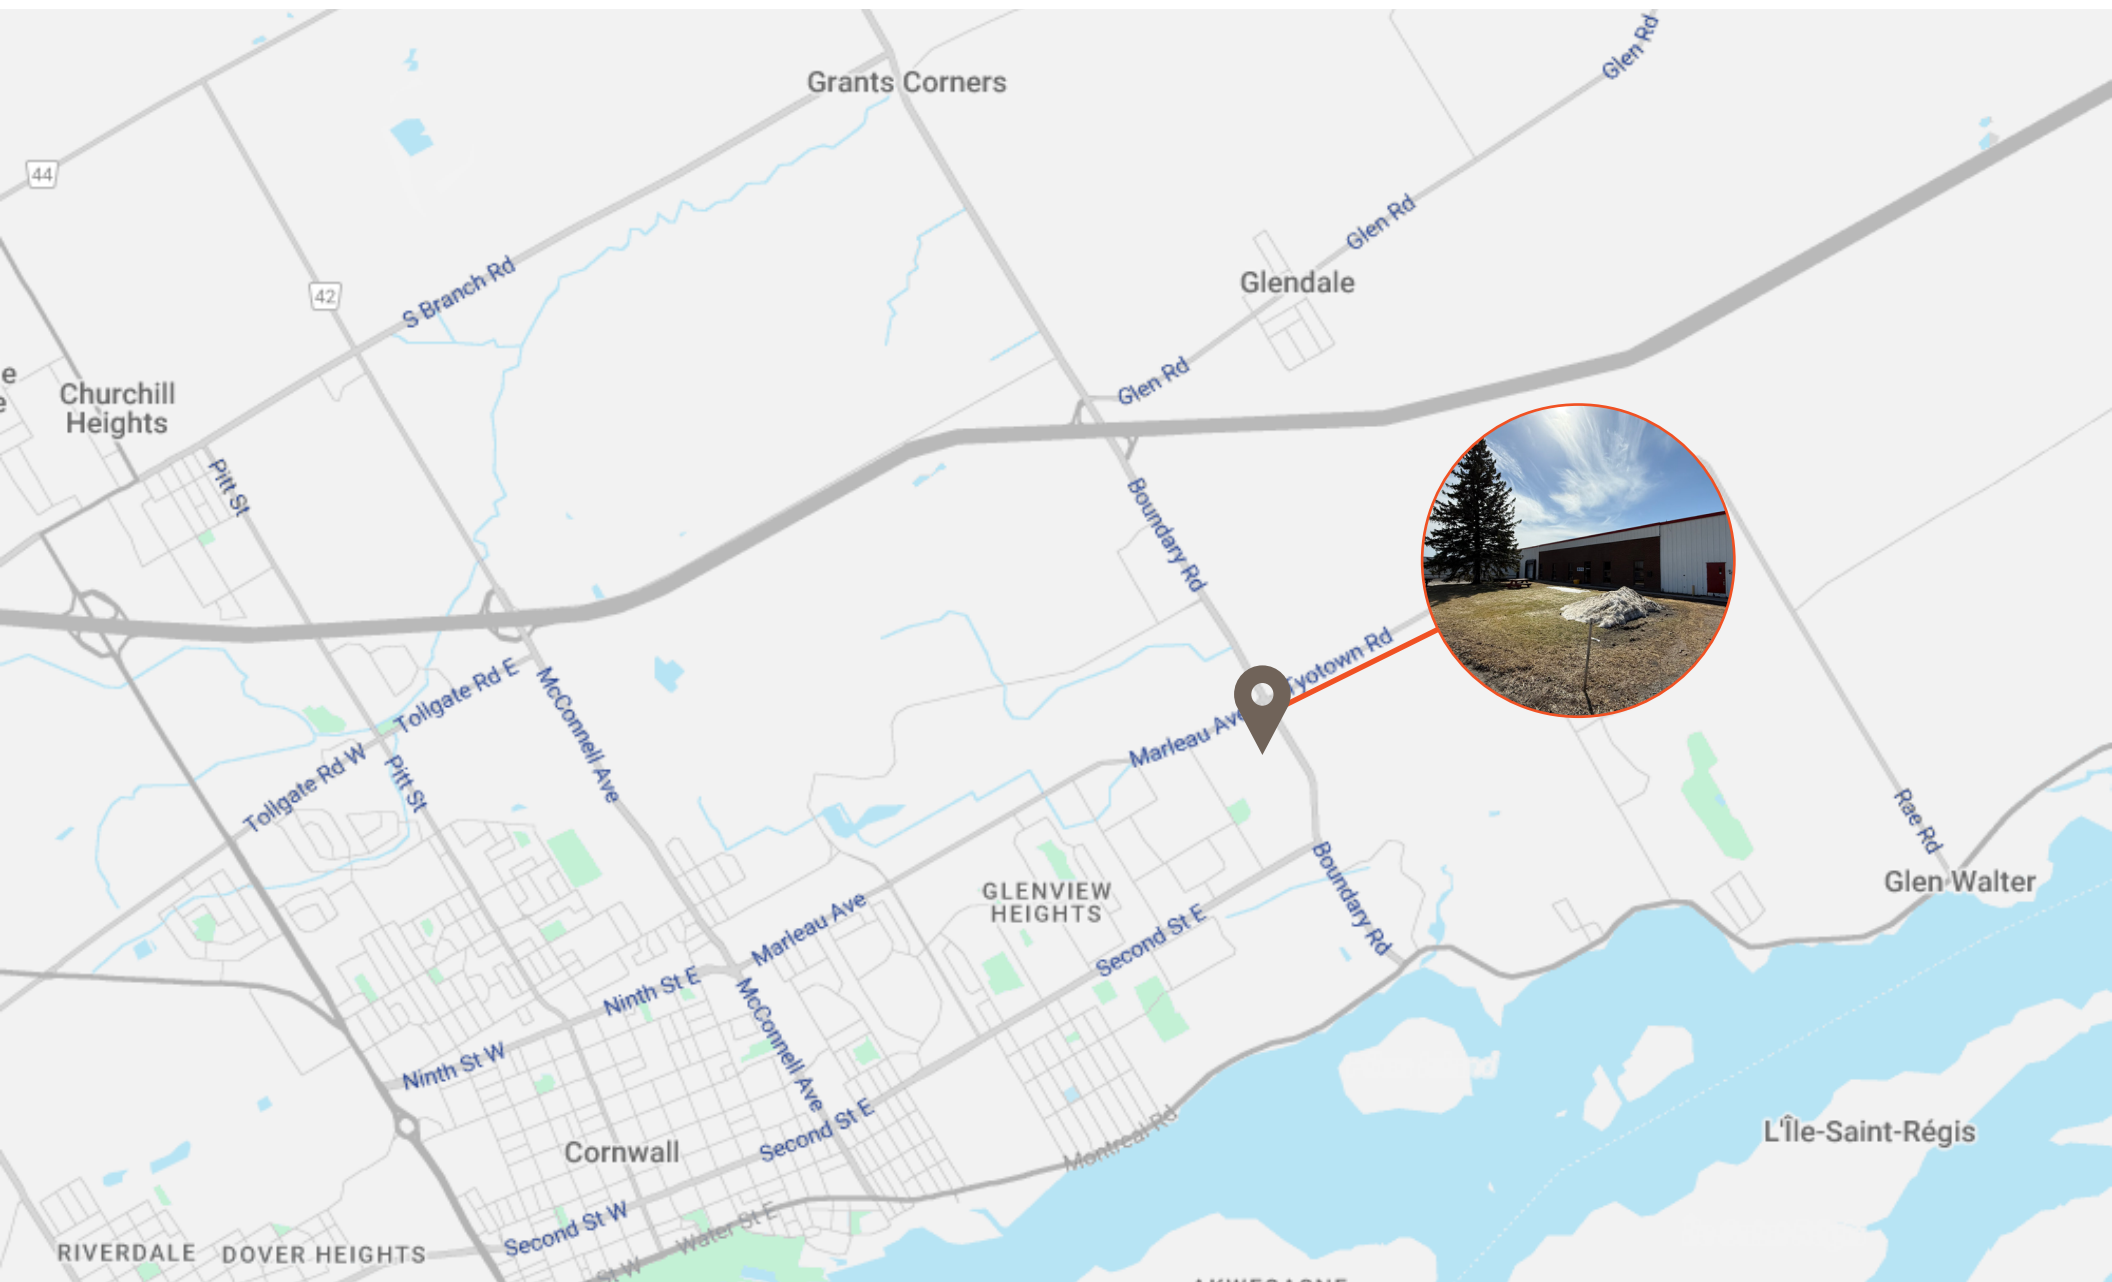 Glen Rd
Grants Corners
44
Glen Rd
S Branch Rd
Glendale
42
Glen Rd
Churchill
Heights
Pitt St
Boundary Rd
Tyotown Rd
Tollgate Rd E
McConnell Ave
Marleau Ave
Tollgate Rd W
Pitt St
Rae Rd
Glen Walter
GLENVIEW
HEIGHTS
Boundary Rd
Marleau Ave
Second St E
Ninth St E
McConnell Ave
Ninth St W
Cornwall
Second St E
Montreal Rd
L'Île-Saint-Régis
Second St W
Water St E
RIVERDALE
DOVER HEIGHTS
St W